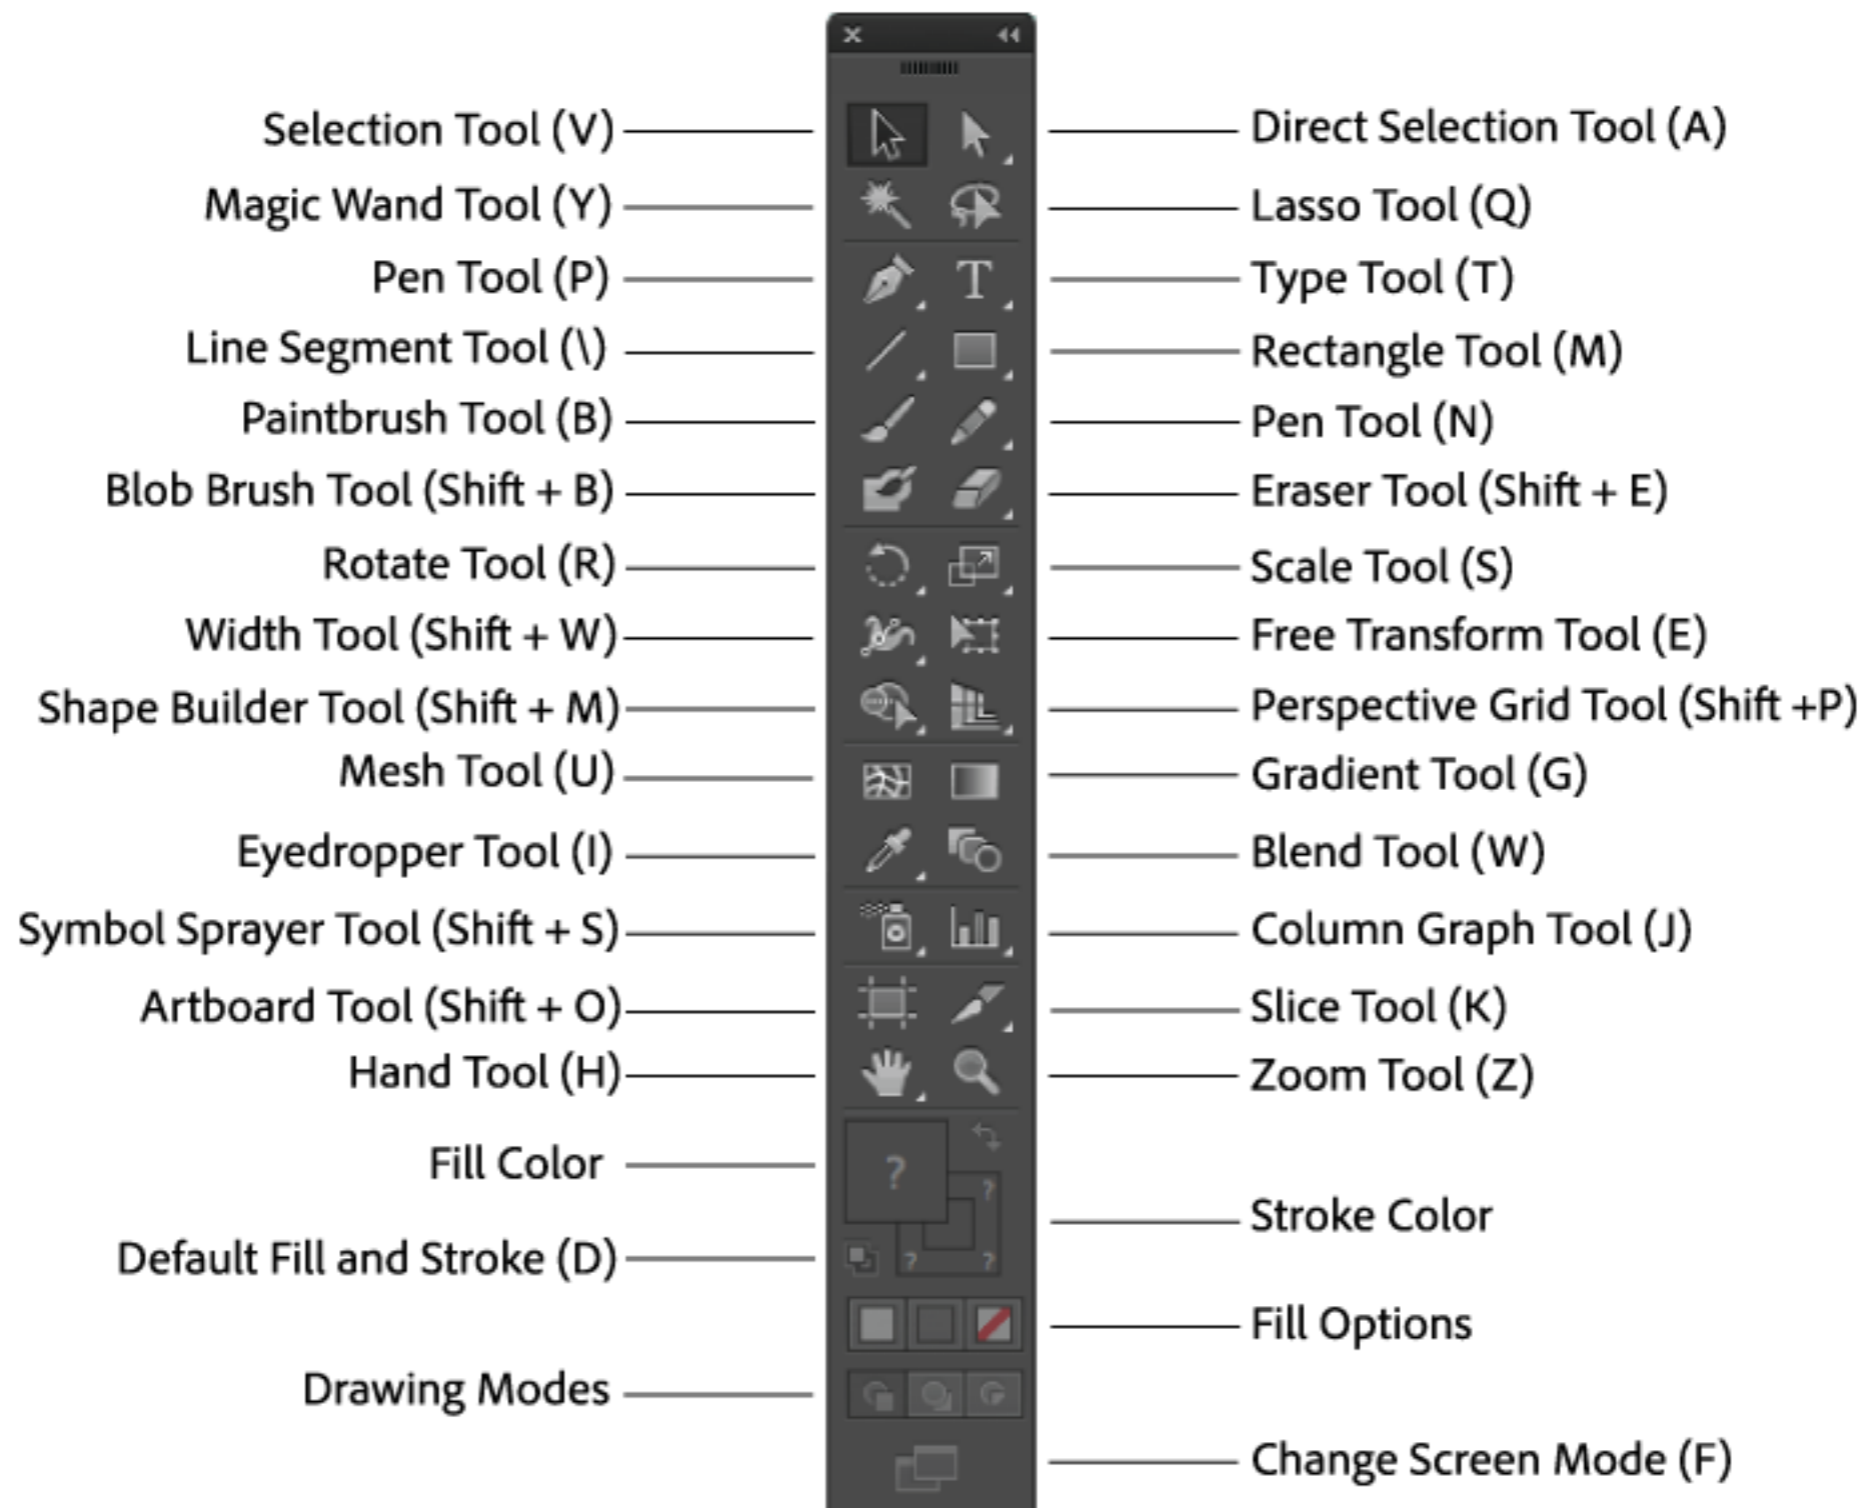 Selection Tool (V)
Direct Selection Tool (A)
Magic Wand Tool (Y)
Lasso Tool (Q)
Pen Tool (P)
T
Type Tool (T)
Line Segment Tool (\)
Rectangle Tool (M)
Paintbrush Tool (B)
Pen Tool (N)
Blob Brush Tool (Shift + B)
Eraser Tool (Shift + E)
Rotate Tool (R)
Scale Tool (S)
Width Tool (Shift + W)
Free Transform Tool (E)
Shape Builder Tool (Shift + M)
Perspective Grid Tool (Shift +P)
Mesh Tool (U)
Gradient Tool (G)
Eyedropper Tool (I)
Blend Tool (W)
Symbol Sprayer Tool (Shift + S)
Column Graph Tool (J)
Artboard Tool (Shift + O)
Slice Tool (K)
Hand Tool (H)
Zoom Tool (Z)
Fill Color
?
?
Stroke Color
Default Fill and Stroke (D)
? ?
Fill Options
Drawing Modes
Change Screen Mode (F)